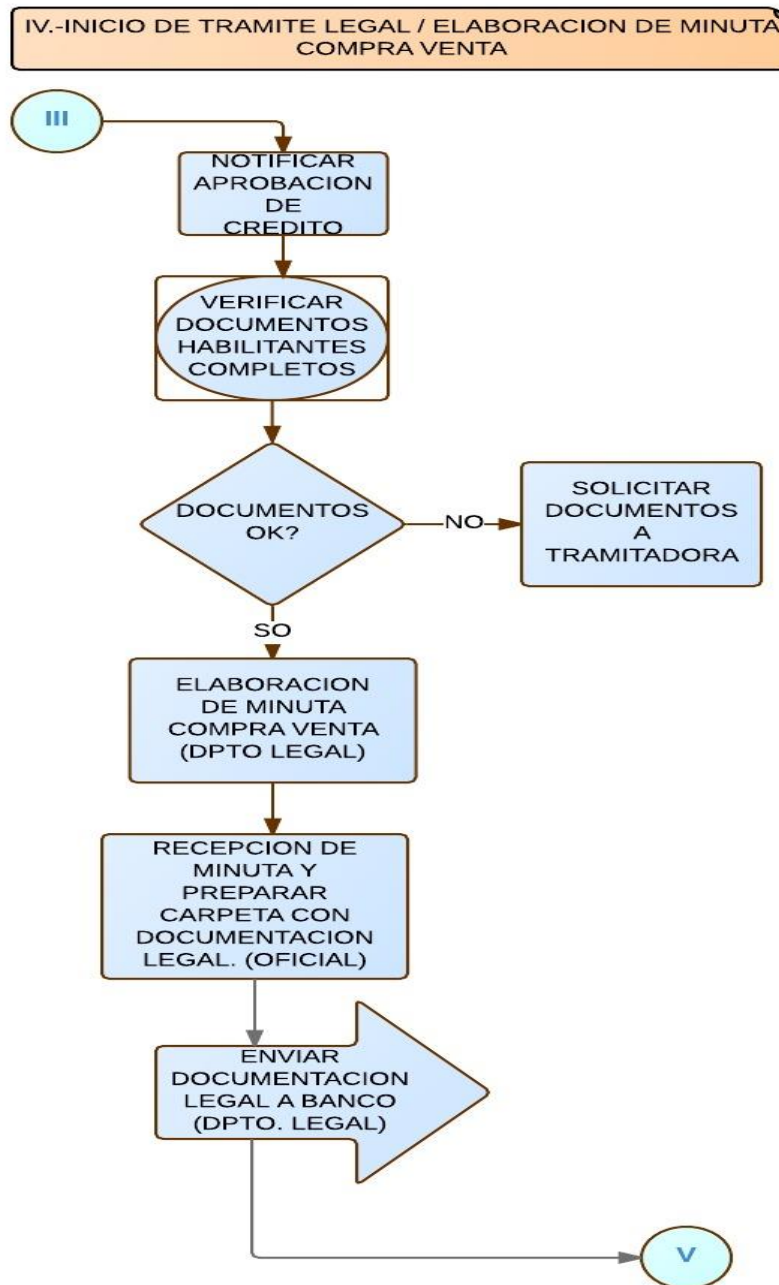 IV.-INICIO DE TRAMITE LEGAL / ELABORACION DE MINUTA
COMPRA VENTA
III
NOTIFICAR
APROBACION
DE
CREDITO
VERIFICAR
DOCUMENTOS
HABILITANTES
COMPLETOS
DOCUMENTOS
OK?
NO
SOLICITAR
DOCUMENTOS
A
TRAMITADORA
SO
ELABORACION
DE MINUTA
COMPRA VENTA
(DPTO LEGAL)
RECEPCION DE
MINUTA Y
PREPARAR
CARPETA CON
DOCUMENTACION
LEGAL. (OFICIAL)
ENVIAR
DOCUMENTACION
LEGAL A BANCO
(DPTO. LEGAL)
V